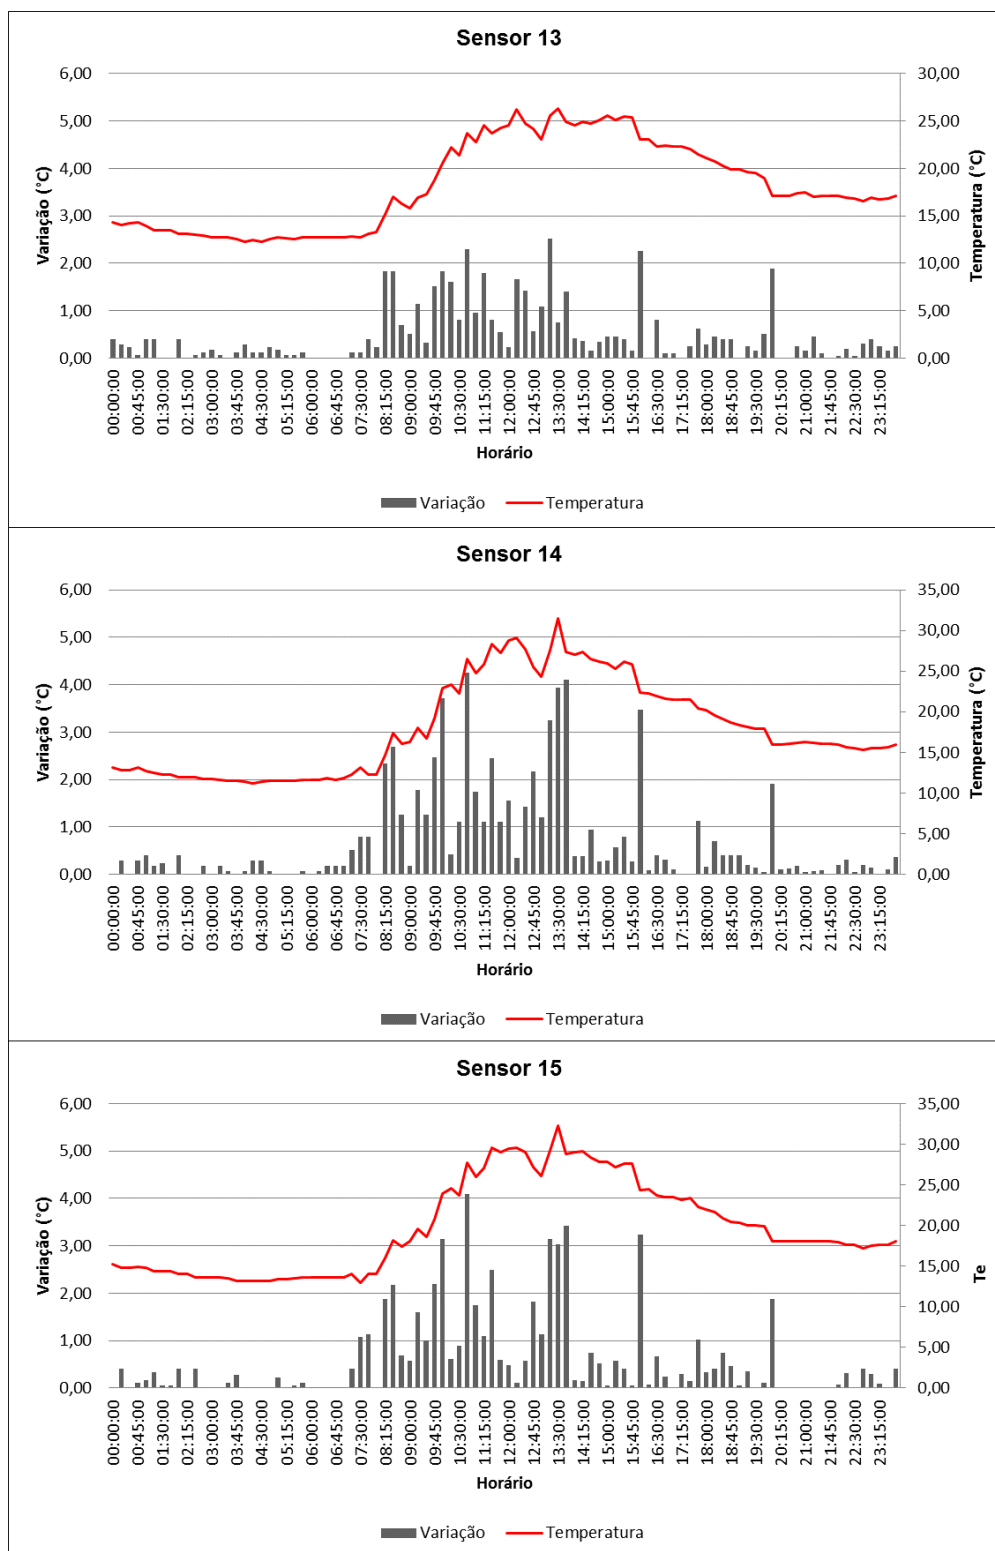 Sensor 13
6,00 30,00
5,00 25,00
4,00 20,00
3,00 15,00
2,00 10,00
1,00 5,00
0,00 0,00
Variação (°C)
Temperatura (°C)
00:00:00 00:45:00 01:30:00 02:15:00 03:00:00 03:45:00 04:30:00 05:15:00 06:00:00 06:45:00 07:30:00 08:15:00 09:00:00 09:45:00 10:30:00 11:15:00 12:00:00 12:45:00 13:30:00 14:15:00 15:00:00 15:45:00 16:30:00 17:15:00 18:00:00 18:45:00 19:30:00 20:15:00 21:00:00 21:45:00 22:30:00 23:15:00
Horário
Variação Temperatura
Sensor 14
6,00 35,00
5,00 30,00
4,00 25,00
3,00 20,00
2,00 15,00
1,00 10,00
0,00 5,00
0,00
Variação (°C)
Temperatura (°C)
00:00:00 00:45:00 01:30:00 02:15:00 03:00:00 03:45:00 04:30:00 05:15:00 06:00:00 06:45:00 07:30:00 08:15:00 09:00:00 09:45:00 10:30:00 11:15:00 12:00:00 12:45:00 13:30:00 14:15:00 15:00:00 15:45:00 16:30:00 17:15:00 18:00:00 18:45:00 19:30:00 20:15:00 21:00:00 21:45:00 22:30:00 23:15:00
Horário
Variação Temperatura
Sensor 15
6,00 35,00
5,00 30,00
4,00 25,00
3,00 20,00
2,00 15,00
1,00 10,00
0,00 5,00
0,00
Variação (°C)
Te
00:00:00 00:45:00 01:30:00 02:15:00 03:00:00 03:45:00 04:30:00 05:15:00 06:00:00 06:45:00 07:30:00 08:15:00 09:00:00 09:45:00 10:30:00 11:15:00 12:00:00 12:45:00 13:30:00 14:15:00 15:00:00 15:45:00 16:30:00 17:15:00 18:00:00 18:45:00 19:30:00 20:15:00 21:00:00 21:45:00 22:30:00 23:15:00
Horário
Variação Temperatura